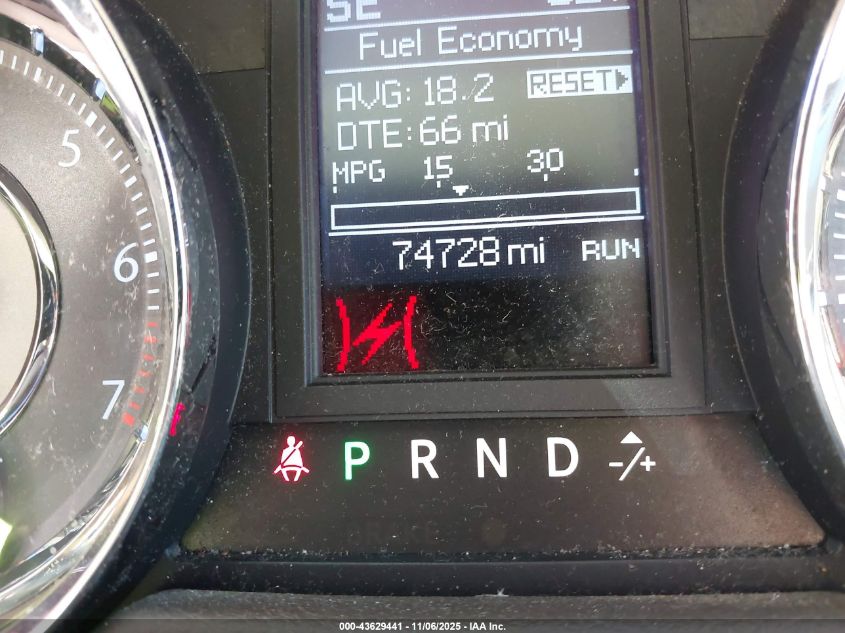 SE
Fuel Economy
AVG: 18.2 RESET
DTE: 66 mi
MPG 15 30
74728 mi RUN
5
6
7
P R N D -/+
000-43629441 - 11/06/2025 - IAA Inc.